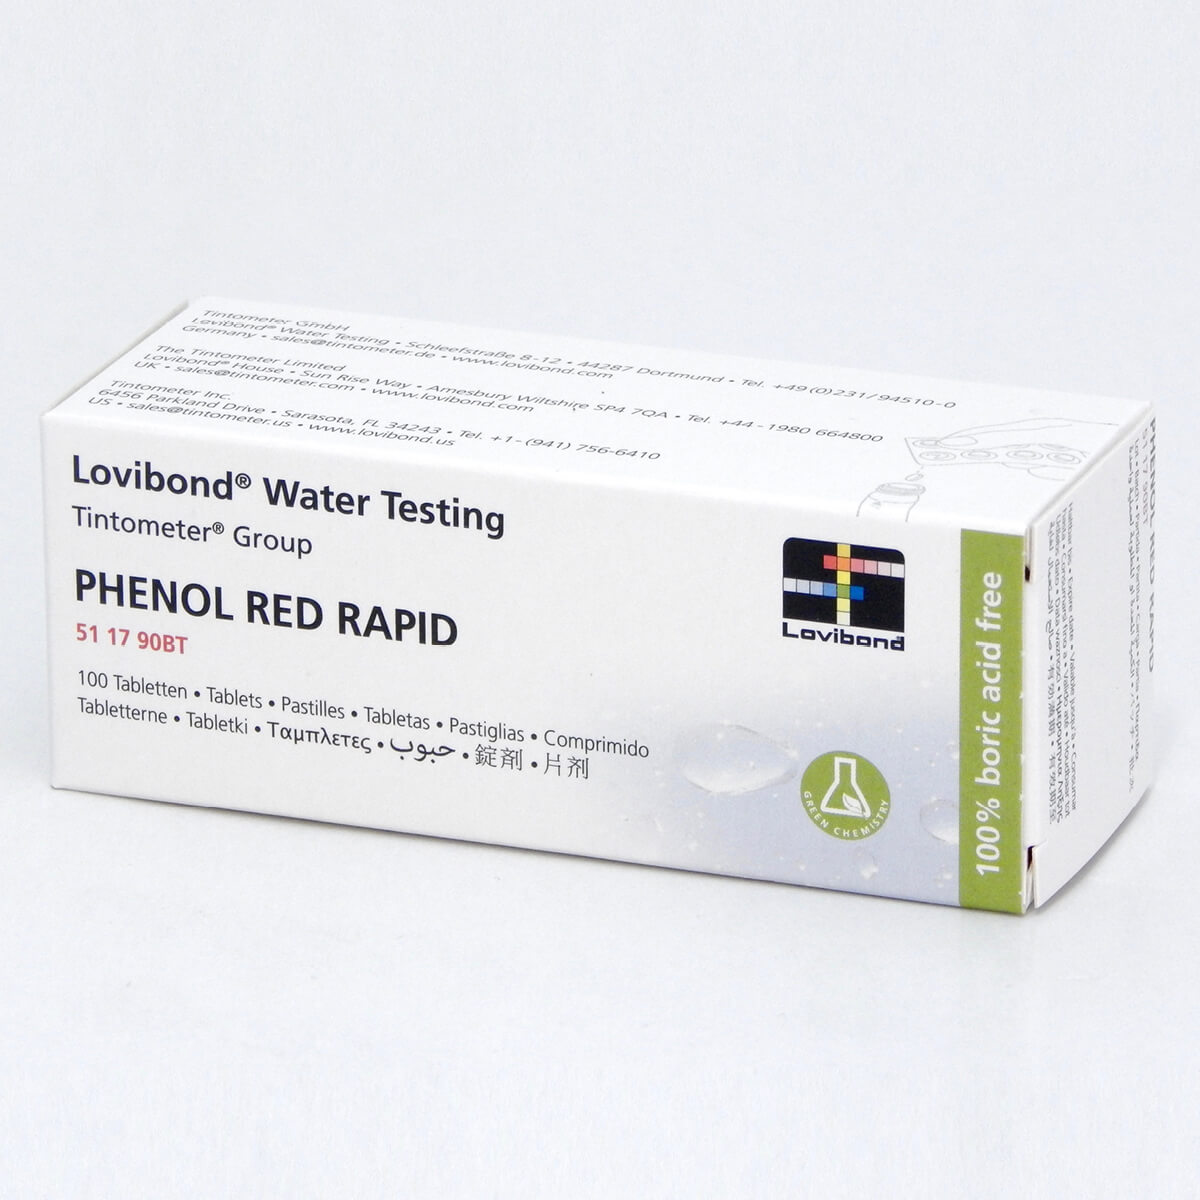 Tintometer GmbH
Lovibond® Water Testing • Schleefstraße 8-12 • 44287 Dortmund • Tel. +49 (0)231/94510-0
Germany • sales@tintometer.de • www.lovibond.com
The Tintometer Limited
Lovibond® House • Sun Rise Way • Amesbury Wiltshire SP4 7QA • Tel. +44-1980 664800
UK • sales@tintometer.com • www.lovibond.com
Tintometer Inc.
6456 Parkland Drive • Sarasota, FL 34243 • Tel. +1-(941) 756-6410
US • sales@tintometer.us • www.lovibond.us
Lovibond® Water Testing
Tintometer® Group
PHENOL RED RAPID
51 17 90BT
100 Tabletten • Tablets • Pastilles • Tabletas • Pastiglias • Comprimido
Tabletterne • Tabletki • Ταμπλετες • حبوب • 錠剤 • 片剂
Lovibond
GREEN CHEMISTRY
100% boric acid free
PHENOL RED RAPID
51 17 90BT